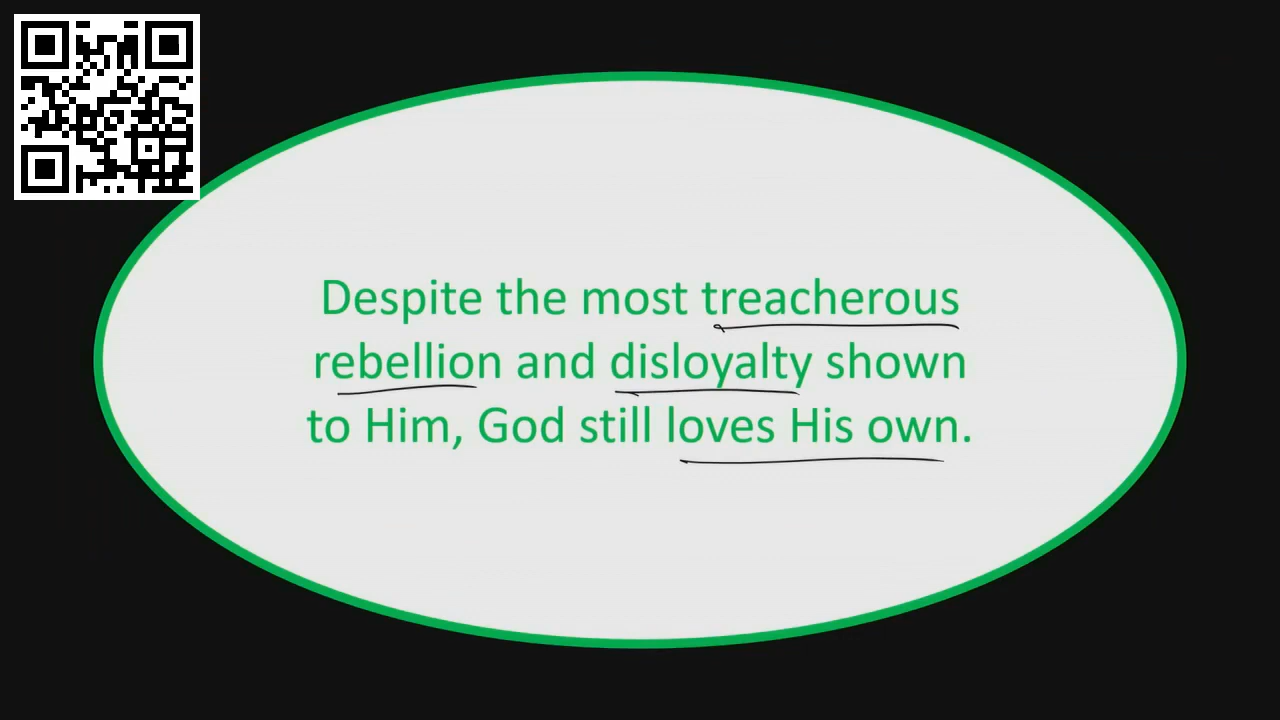 Despite the most treacherous
rebellion and disloyalty shown
to Him, God still loves His own.